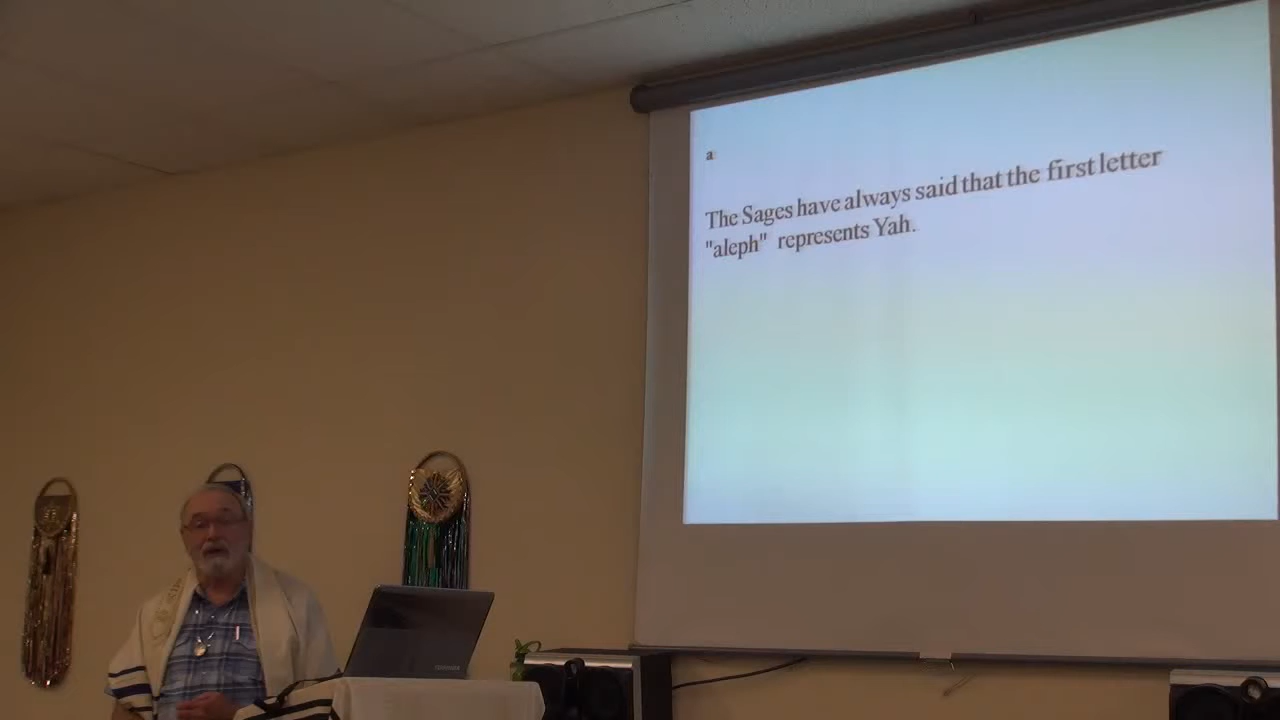 a
The Sages have always said that the first letter
"aleph" represents Yah.